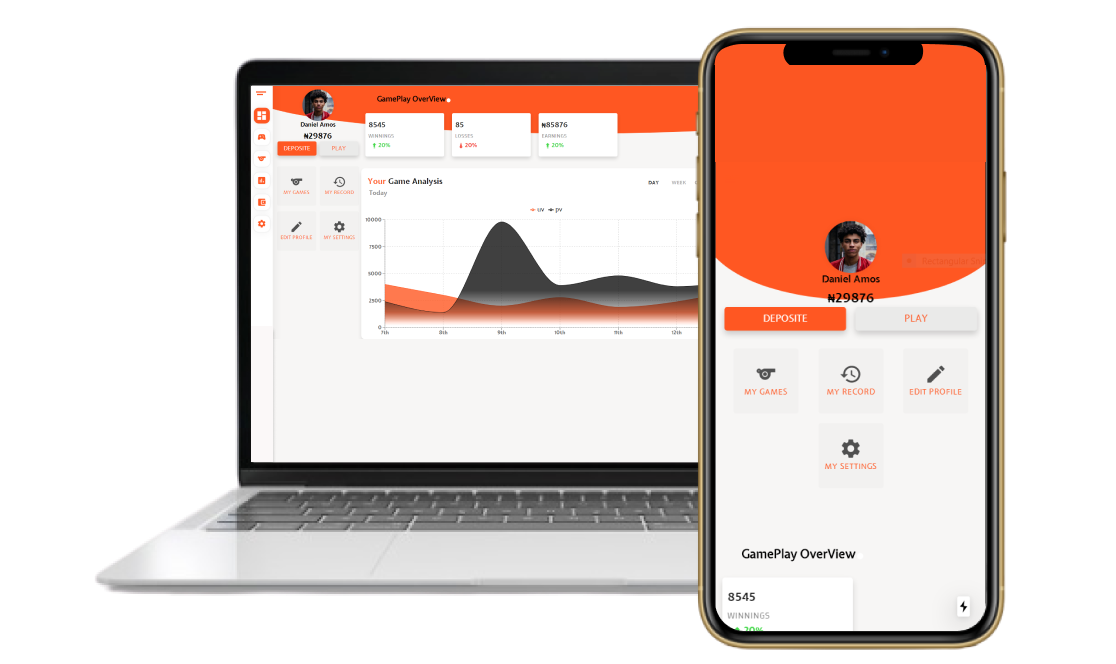 GamePlay OverView
Daniel Amos
₦29876
DEPOSITE
PLAY
8545
WINNINGS
20%
85
LOSSES
20%
₦85876
EARNINGS
20%
MY GAMES
MY RECORD
EDIT PROFILE
MY SETTINGS
Your Game Analysis
Today
DAY
WEEK
uv
pv
10000
7500
5000
2500
0
7th
8th
9th
10th
11th
12th
Daniel Amos
₦29876
DEPOSITE
PLAY
MY GAMES
MY RECORD
EDIT PROFILE
MY SETTINGS
GamePlay OverView
8545
WINNINGS
20%
Rectangular